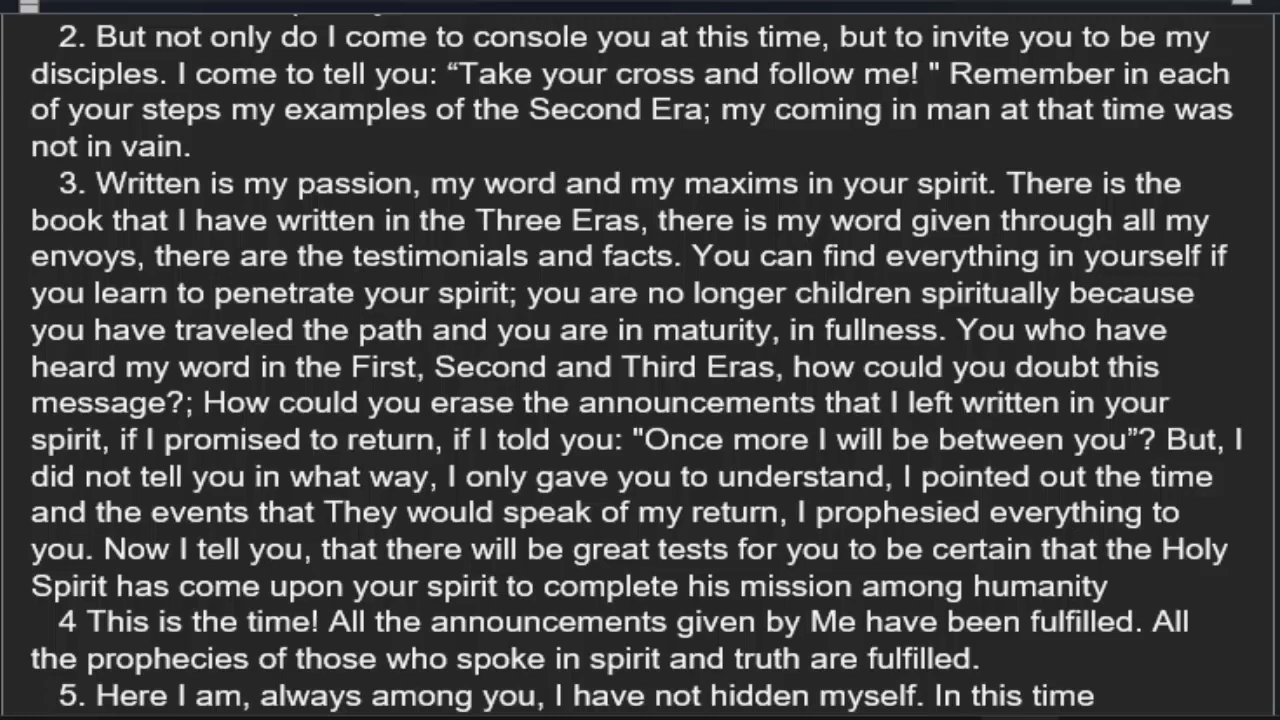 2. But not only do I come to console you at this time, but to invite you to be my
disciples. I come to tell you: “Take your cross and follow me! " Remember in each
of your steps my examples of the Second Era; my coming in man at that time was
not in vain.
3. Written is my passion, my word and my maxims in your spirit. There is the
book that I have written in the Three Eras, there is my word given through all my
envoys, there are the testimonials and facts. You can find everything in yourself if
you learn to penetrate your spirit; you are no longer children spiritually because
you have traveled the path and you are in maturity, in fullness. You who have
heard my word in the First, Second and Third Eras, how could you doubt this
message?; How could you erase the announcements that I left written in your
spirit, if I promised to return, if I told you: "Once more I will be between you”? But, I
did not tell you in what way, I only gave you to understand, I pointed out the time
and the events that They would speak of my return, I prophesied everything to
you. Now I tell you, that there will be great tests for you to be certain that the Holy
Spirit has come upon your spirit to complete his mission among humanity
4 This is the time! All the announcements given by Me have been fulfilled. All
the prophecies of those who spoke in spirit and truth are fulfilled.
5. Here I am, always among you, I have not hidden myself. In this time